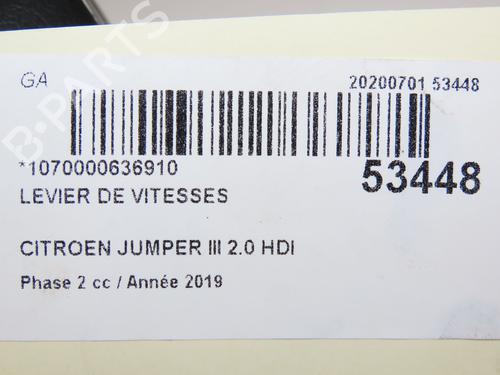 GA
20200701 53448
*1070000636910
53448
LEVIER DE VITESSES
CITROEN JUMPER III 2.0 HDI
Phase 2 cc / Année 2019
B-PARTS